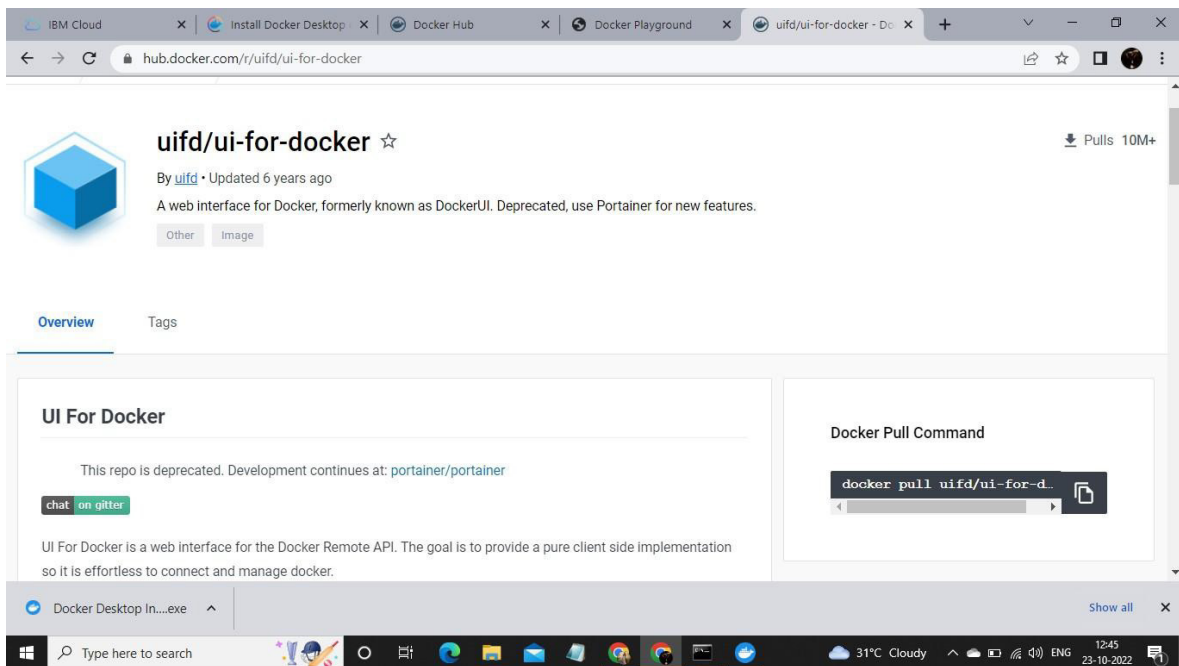 IBM Cloud
Install Docker Desktop
Docker Hub
Docker Playground
uifd/ui-for-docker - Do
hub.docker.com/r/uifd/ui-for-docker
uifd/ui-for-docker
Pulls 10M+
By uifd • Updated 6 years ago
A web interface for Docker, formerly known as DockerUI. Deprecated, use Portainer for new features.
Other Image
Overview Tags
UI For Docker
This repo is deprecated. Development continues at: portainer/portainer
chat on gitter
UI For Docker is a web interface for the Docker Remote API. The goal is to provide a pure client side implementation
so it is effortless to connect and manage docker.
Docker Pull Command
docker pull uifd/ui-for-d...
Docker Desktop In....exe
Show all
Type here to search
31°C Cloudy
ENG
12:45
23-10-2022